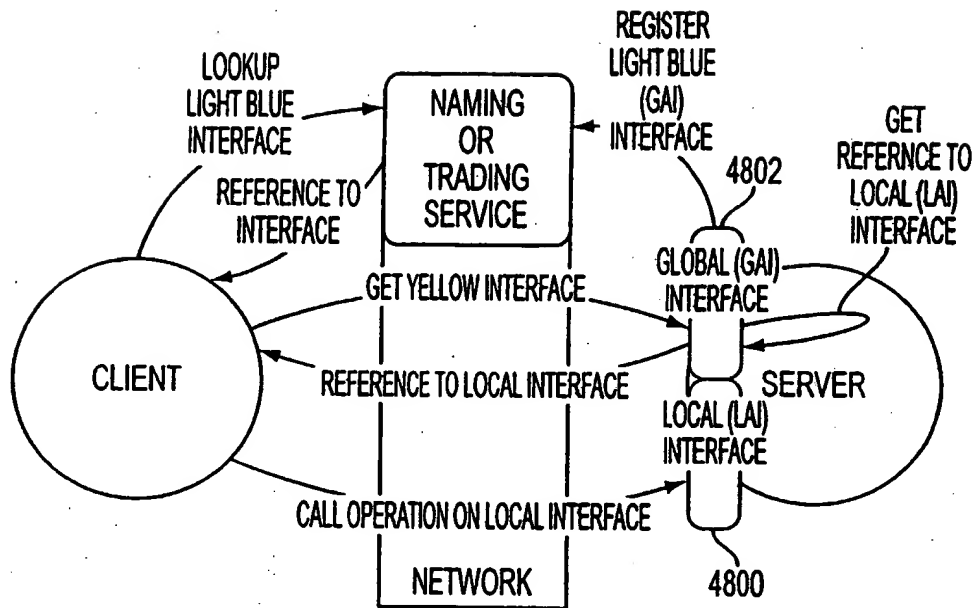 LOOKUP
LIGHT BLUE
INTERFACE
NAMING
OR
TRADING
SERVICE
REGISTER
LIGHT BLUE
(GAI)
INTERFACE
GET
REFERNCE TO
LOCAL (LAI)
INTERFACE
4802
REFERENCE TO
INTERFACE
GLOBAL (GAI)
INTERFACE
GET YELLOW INTERFACE
CLIENT
REFERENCE TO LOCAL INTERFACE
SERVER
LOCAL (LAI)
INTERFACE
CALL OPERATION ON LOCAL INTERFACE
NETWORK
4800